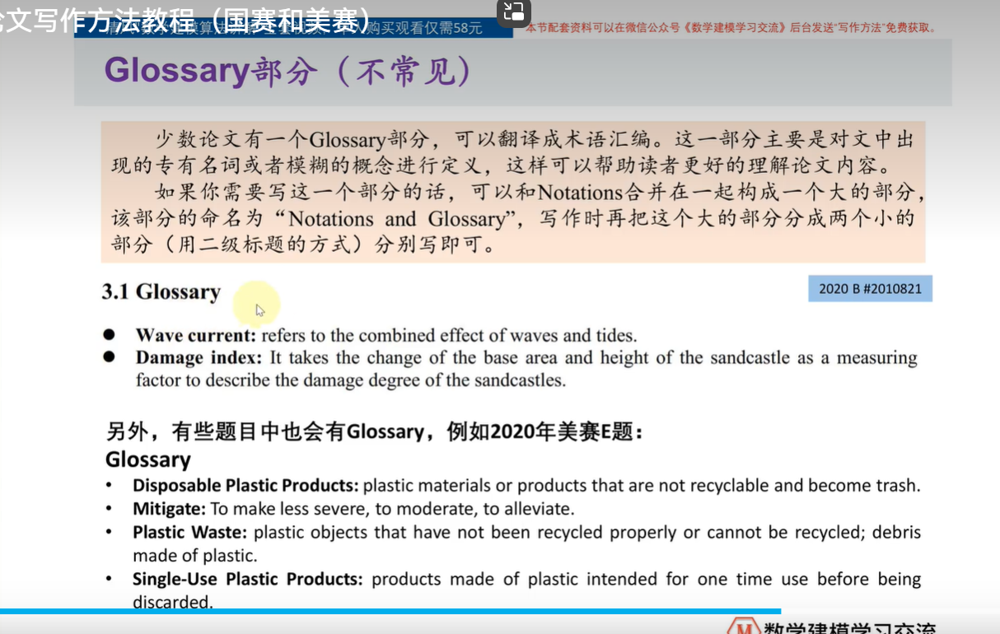 论文写作方法教程（国赛和美赛）
购买观看仅需58元
本节配套资料可以在微信公众号《数学建模学习交流》后台发送“写作方法”免费获取。
Glossary部分（不常见）
少数论文有一个Glossary部分，可以翻译成术语汇编。这一部分主要是对文中出
现的专有名词或者模糊的概念进行定义，这样可以帮助读者更好的理解论文内容。
如果你需要写这一个部分的话，可以和Notations合并在一起构成一个大的部分，
该部分的命名为“Notations and Glossary”，写作时再把这个大的部分分成两个小的
部分（用二级标题的方式）分别写即可。
3.1 Glossary
2020 B #2010821
● Wave current: refers to the combined effect of waves and tides.
● Damage index: It takes the change of the base area and height of the sandcastle as a measuring
factor to describe the damage degree of the sandcastles.
另外，有些题目中也会有Glossary，例如2020年美赛E题：
Glossary
• Disposable Plastic Products: plastic materials or products that are not recyclable and become trash.
• Mitigate: To make less severe, to moderate, to alleviate.
• Plastic Waste: plastic objects that have not been recycled properly or cannot be recycled; debris
made of plastic.
• Single-Use Plastic Products: products made of plastic intended for one time use before being
discarded.
数学建模学习交流